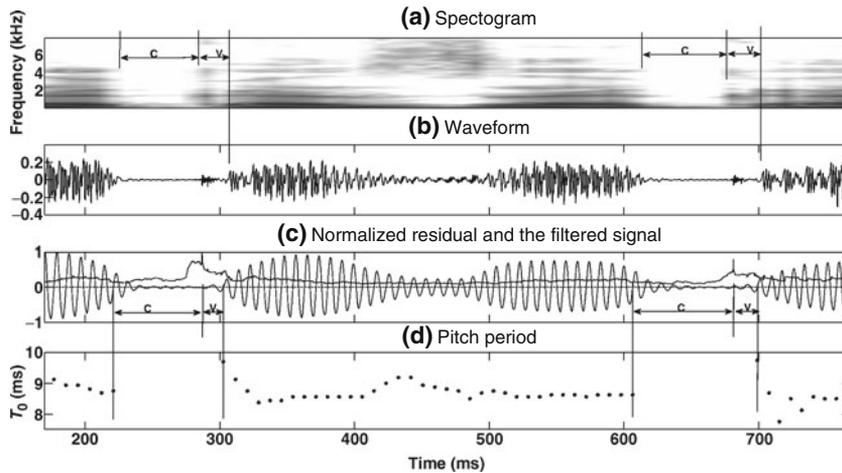 (a) Spectogram
Frequency (kHz)
8
6
4
2
C V C V
(b) Waveform
0.2
0
−0.2
−0.4
(c) Normalized residual and the filtered signal
1
0
−1
C V C V
(d) Pitch period
T0 (ms)
10
9
8
200 300 400 500 600 700
Time (ms)